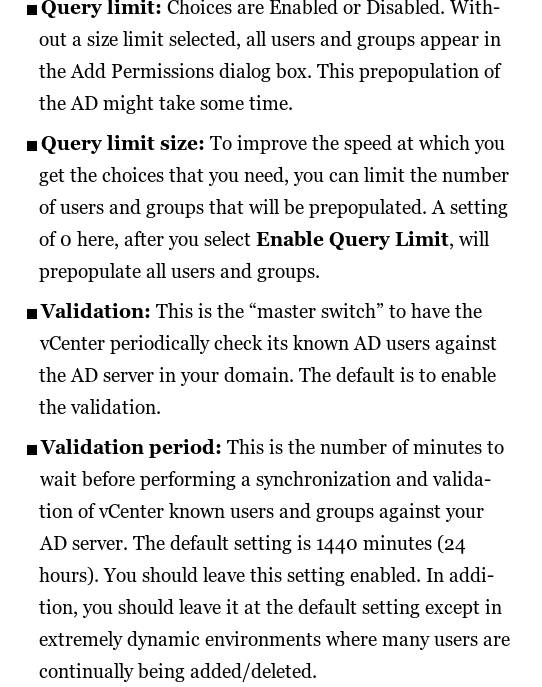 ■ Query limit: Choices are Enabled or Disabled. With-
out a size limit selected, all users and groups appear in
the Add Permissions dialog box. This prepopulation of
the AD might take some time.
■ Query limit size: To improve the speed at which you
get the choices that you need, you can limit the number
of users and groups that will be prepopulated. A setting
of 0 here, after you select Enable Query Limit, will
prepopulate all users and groups.
■ Validation: This is the “master switch” to have the
vCenter periodically check its known AD users against
the AD server in your domain. The default is to enable
the validation.
■ Validation period: This is the number of minutes to
wait before performing a synchronization and valida-
tion of vCenter known users and groups against your
AD server. The default setting is 1440 minutes (24
hours). You should leave this setting enabled. In addi-
tion, you should leave it at the default setting except in
extremely dynamic environments where many users are
continually being added/deleted.